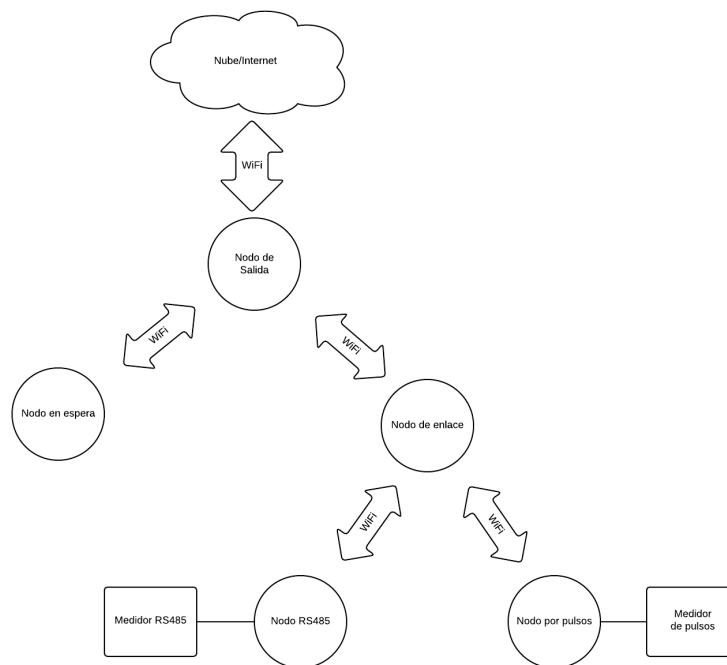 Nube/Internet
WiFi
Nodo de
Salida
WiFi
WiFi
Nodo en espera
Nodo de enlace
WiFi
WiFi
Medidor RS485
Nodo RS485
Nodo por pulsos
Medidor
de pulsos